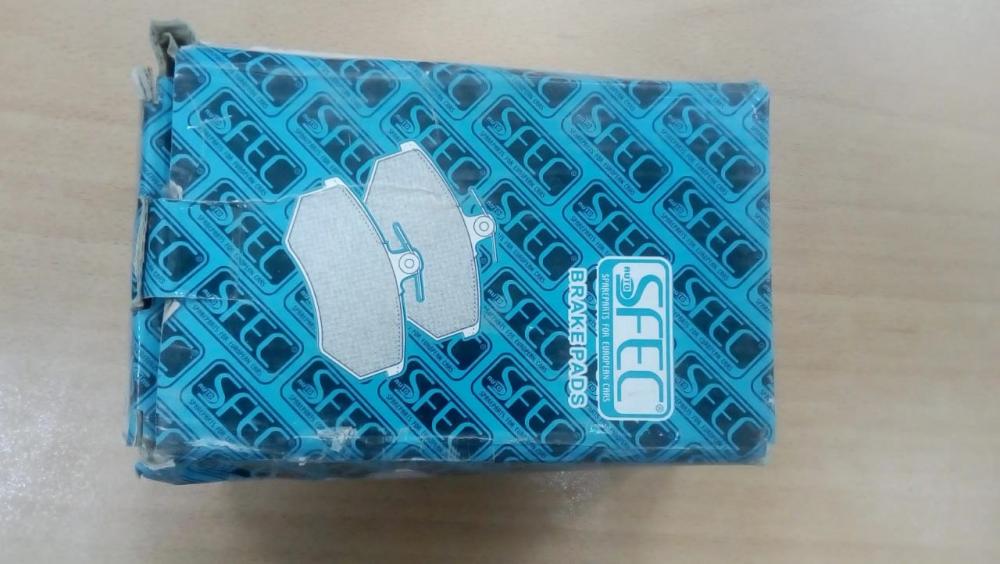 AUTO
SFEC®
SPAREPARTS FOR EUROPEAN CARS
BRAKE PADS